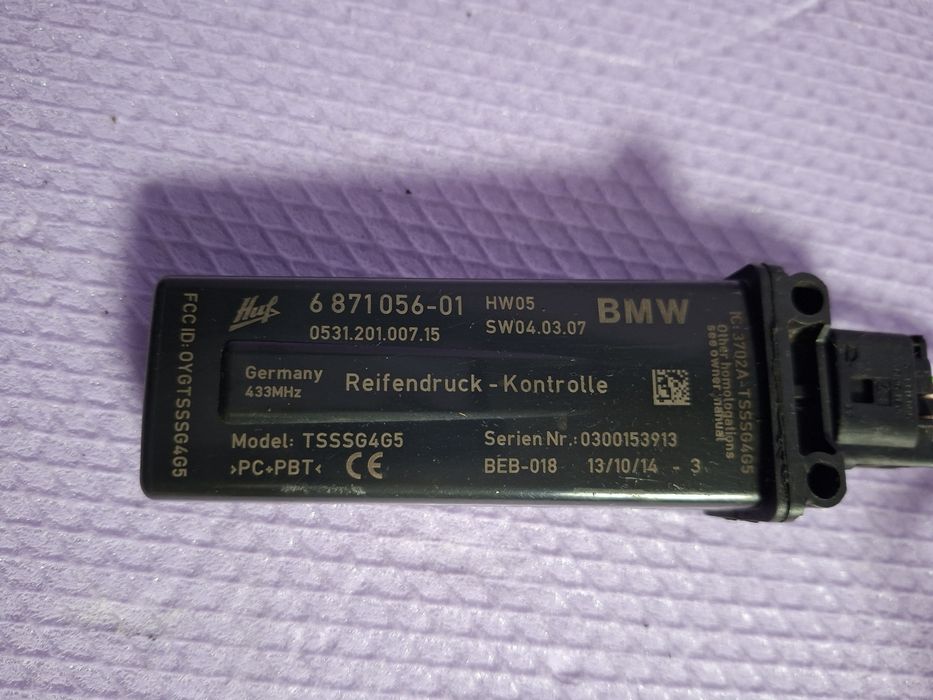 Huf
6 871 056-01
HW05
BMW
0531.201.007.15
SW04.03.07
Germany
433MHz
Reifendruck-Kontrolle
Model: TSSSG4G5
Serien Nr.: 0300153913
>PC+PBT<
CE
BEB-018
13/10/14 - 3
FCC ID: OYGTSSSG4G5
IC: 3702A-TSSSG4G5
Other homologations
see owner manual